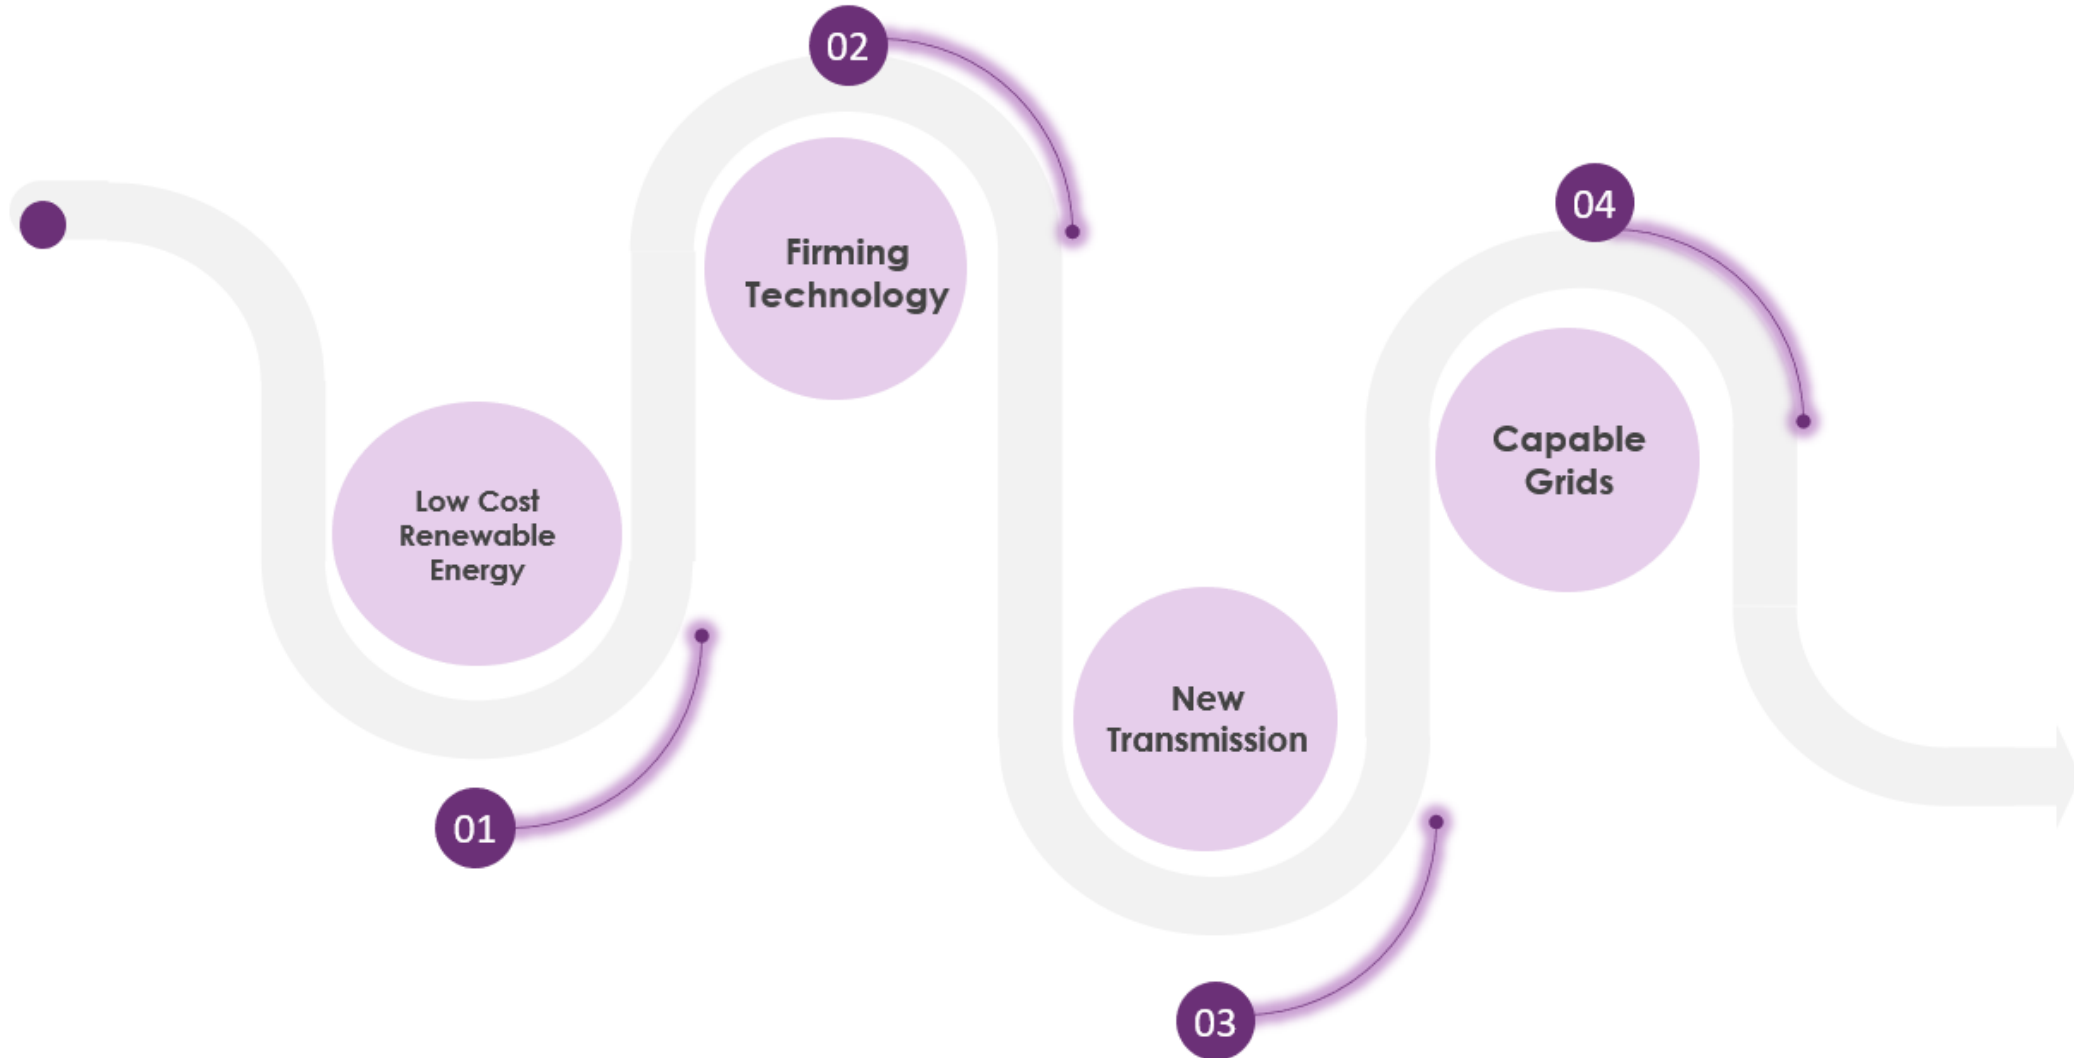 01
Low Cost
Renewable
Energy
02
Firming
Technology
03
New
Transmission
04
Capable
Grids